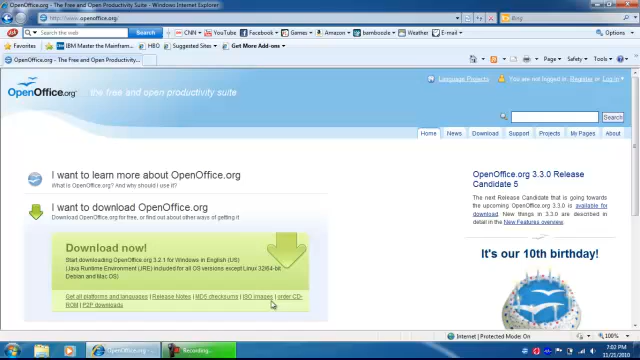 OpenOffice.org - The Free and Open Productivity Suite - Windows Internet Explorer
http://www.openoffice.org/
Bing
Search the web
Search
CNN
YouTube
Facebook
Games
Amazon
bamboozle
Weather
E-mail
Options
Favorites
IBM Master the Mainfram...
HBO
Suggested Sites
Get More Add-ons
OpenOffice.org - The Free and Open Productivity...
Page
Safety
Tools
OpenOffice.org
the free and open productivity suite
Language Projects
You are not logged in. Register or Log in
Search
Home
News
Download
Support
Projects
My Pages
About
I want to learn more about OpenOffice.org
What is OpenOffice.org? And why should I use it?
I want to download OpenOffice.org
Download OpenOffice.org for free, or find out about other ways of getting it
Download now!
Start downloading OpenOffice.org 3.2.1 for Windows in English (US)
(Java Runtime Environment (JRE) included for all OS versions except Linux 32/64-bit
Debian and Mac OS)
Get all platforms and languages | Release Notes | MD5 checksums | ISO images | order CD-
ROM | P2P downloads
OpenOffice.org 3.3.0 Release
Candidate 5
The next Release Candidate that is going towards
the upcoming OpenOffice.org 3.3.0 is available for
download. New things in 3.3.0 are described in
detail in the New Features overview.
It's our 10th birthday!
Internet | Protected Mode: On
OpenOffice.org - ...
Recording...
7:02 PM
11/21/2010